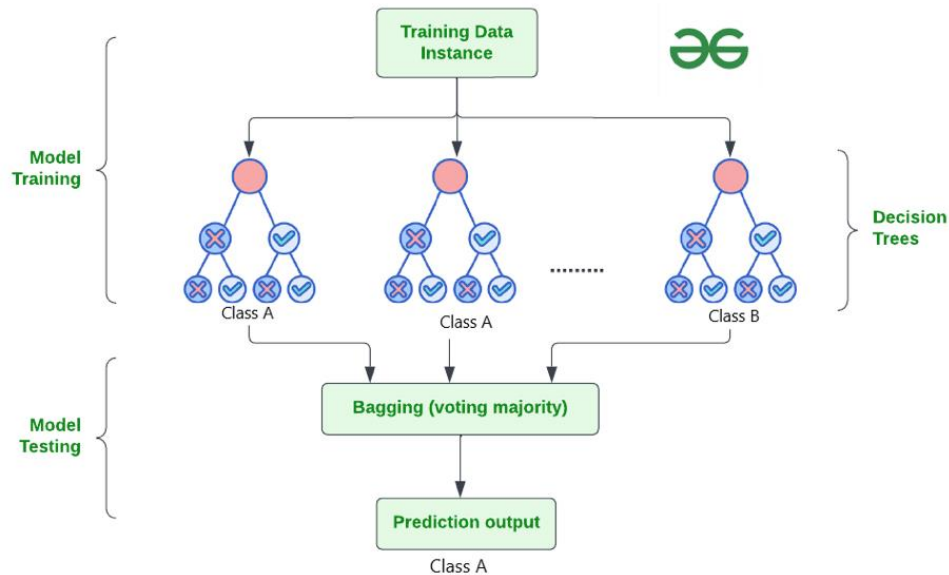 Training Data
Instance
Model
Training
Decision
Trees
.........
Class A
Class A
Class B
Bagging (voting majority)
Model
Testing
Prediction output
Class A